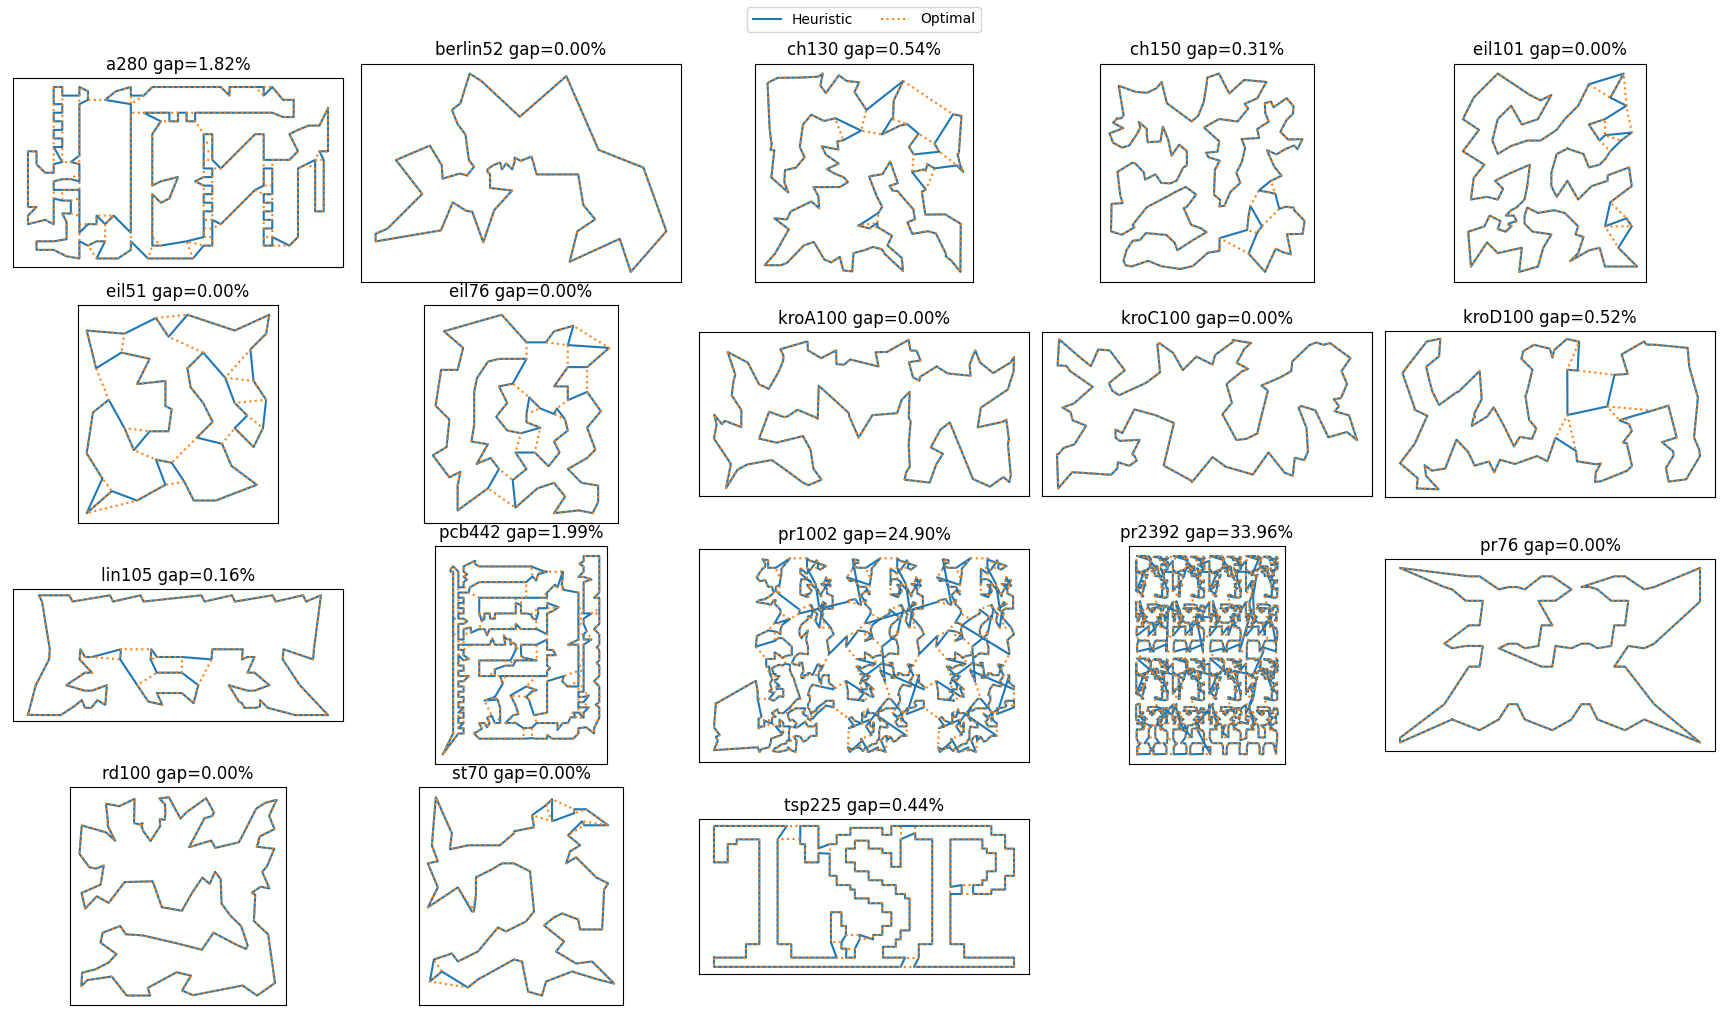 Heuristic
Optimal
a280 gap=1.82%
berlin52 gap=0.00%
ch130 gap=0.54%
ch150 gap=0.31%
eil101 gap=0.00%
eil51 gap=0.00%
eil76 gap=0.00%
kroA100 gap=0.00%
kroC100 gap=0.00%
kroD100 gap=0.52%
lin105 gap=0.16%
pcb442 gap=1.99%
pr1002 gap=24.90%
pr2392 gap=33.96%
pr76 gap=0.00%
rd100 gap=0.00%
st70 gap=0.00%
tsp225 gap=0.44%
TSP